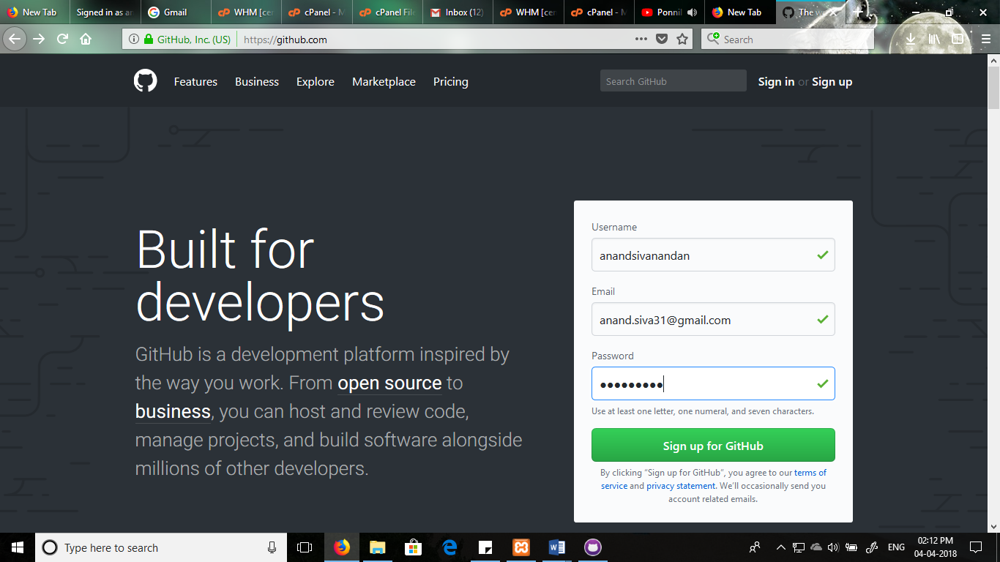 New Tab
Signed in as an
Gmail
WHM [cer
cPanel - M
cPanel File
Inbox (12)
WHM [cer
cPanel - M
Ponnil
New Tab
The w
GitHub, Inc. (US)
https://github.com
Search
Features
Business
Explore
Marketplace
Pricing
Search GitHub
Sign in or Sign up
Built for
developers
GitHub is a development platform inspired by
the way you work. From open source to
business, you can host and review code,
manage projects, and build software alongside
millions of other developers.
Username
anandsivanandan
Email
anand.siva31@gmail.com
Password
Use at least one letter, one numeral, and seven characters.
Sign up for GitHub
By clicking “Sign up for GitHub”, you agree to our terms of
service and privacy statement. We’ll occasionally send you
account related emails.
Type here to search
ENG
02:12 PM
04-04-2018